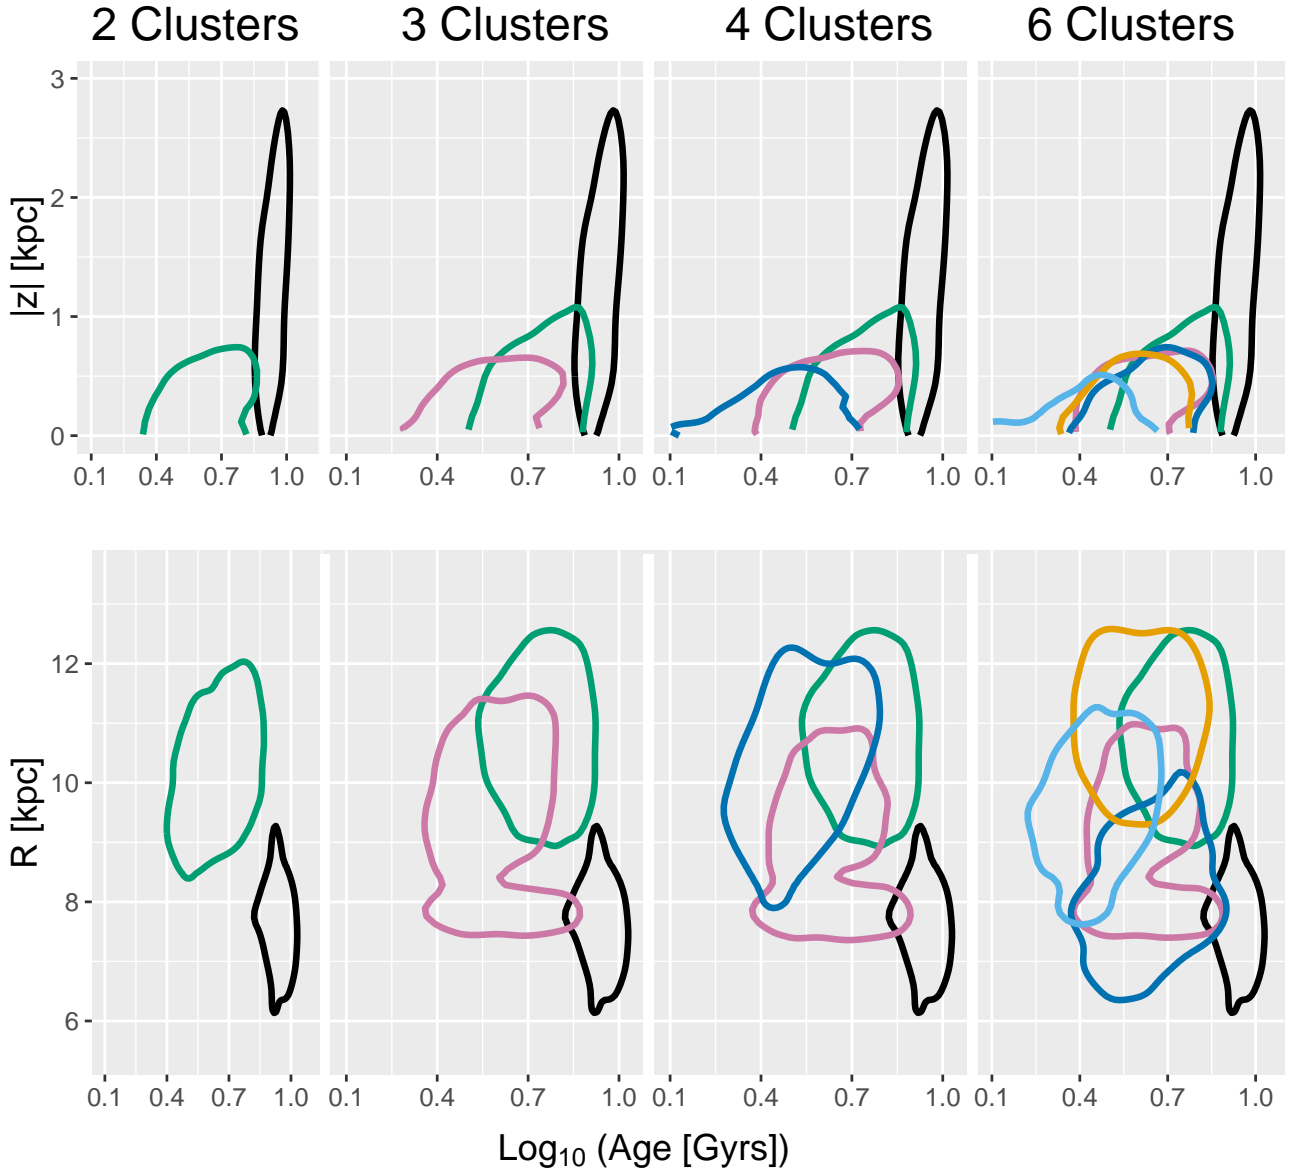 2 Clusters 3 Clusters 4 Clusters 6 Clusters
|z| [kpc]
3
2
1
0
0.1 0.4 0.7 1.0 0.1 0.4 0.7 1.0 0.1 0.4 0.7 1.0 0.1 0.4 0.7 1.0
R [kpc]
12
10
8
6
0.1 0.4 0.7 1.0 0.1 0.4 0.7 1.0 0.1 0.4 0.7 1.0 0.1 0.4 0.7 1.0
Log₁₀ (Age [Gyrs])